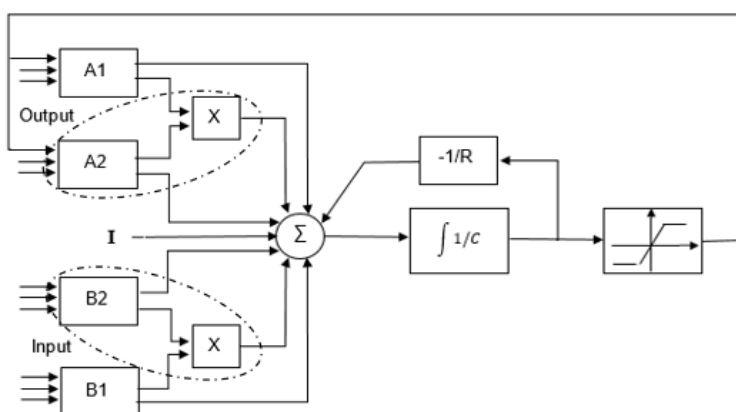 A1
Output
X
A2
-1/R
I
Σ
∫ 1/C
B2
Input
X
B1